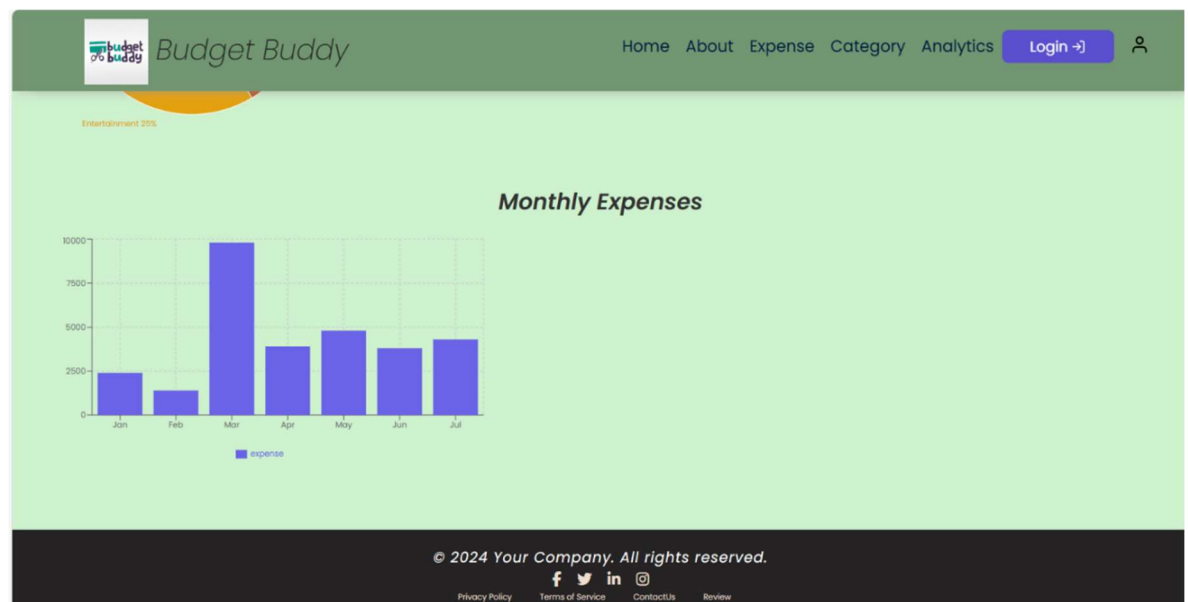 budget buddy Budget Buddy Home About Expense Category Analytics Login
Entertainment 25%
Monthly Expenses
10000
7500
5000
2500
0
Jan Feb Mar Apr May Jun Jul
expense
© 2024 Your Company. All rights reserved.
Privacy Policy Terms of Service ContactUs Review